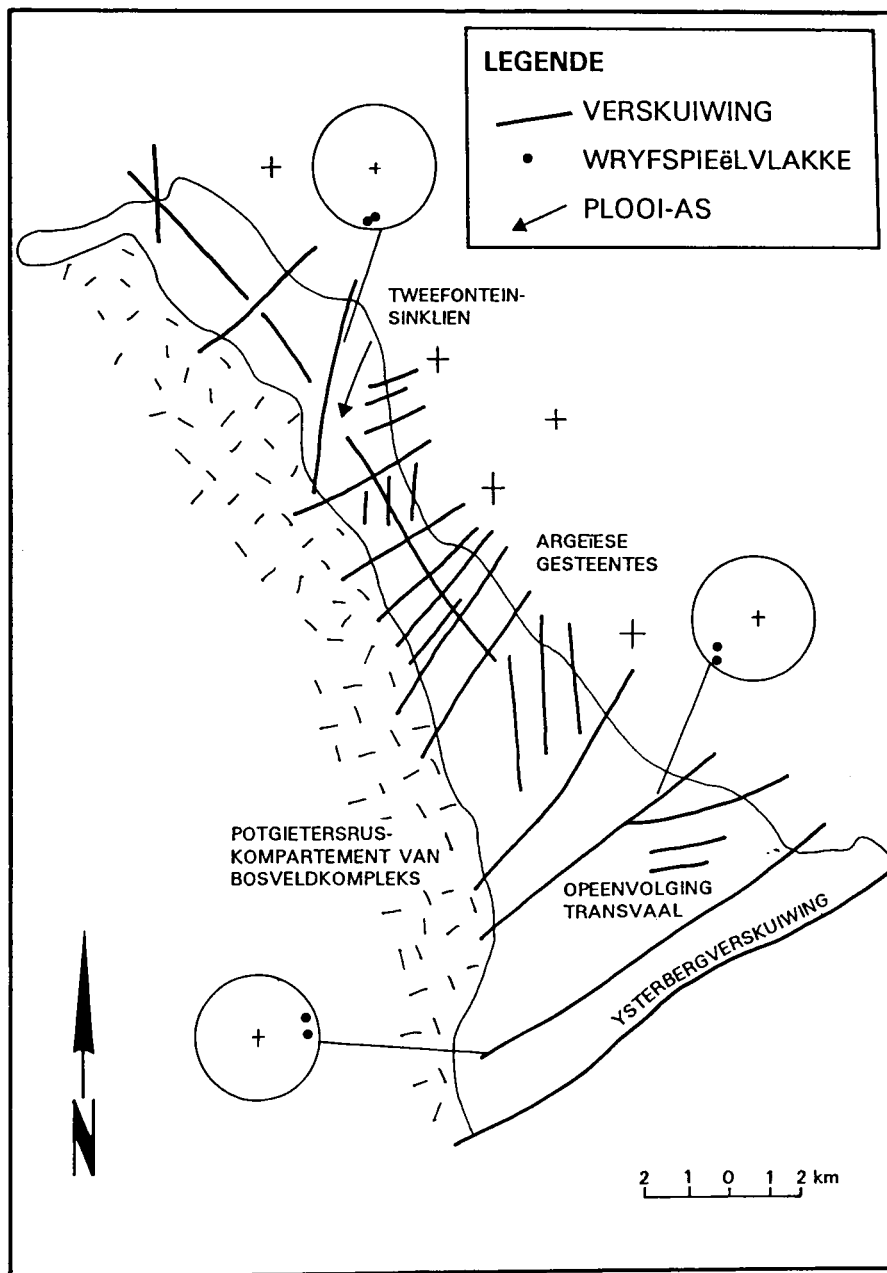 LEGENDE
VERSKUIWING
WRYFSPIEëLVLAKKE
PLOOI-AS
TWEEFONTEIN-
SINKLIEN
ARGEïESE
GESTEENTES
POTGIETERSRUS-
KOMPARTEMENT VAN
BOSVELDKOMPLEKS
OPEENVOLGING
TRANSVAAL
YSTERBERGVERSKUIWING
N
2 1 0 1 2 km